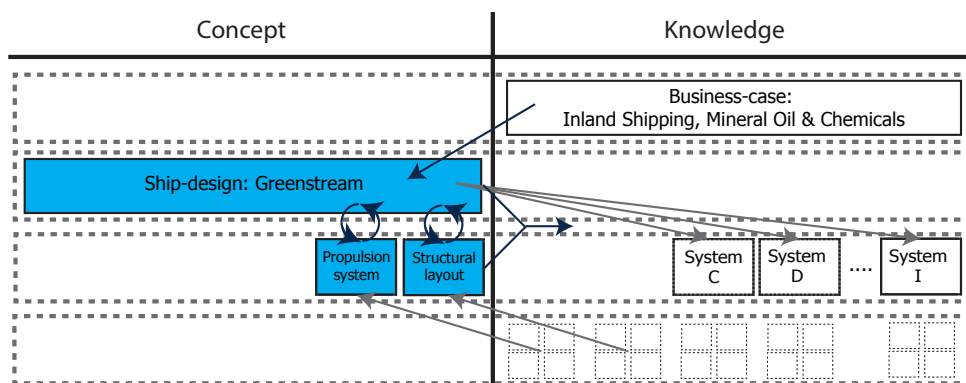 Concept
Knowledge
Business-case:
Inland Shipping, Mineral Oil & Chemicals
Ship-design: Greenstream
Propulsion
system
Structural
layout
System
C
System
D
....
System
I